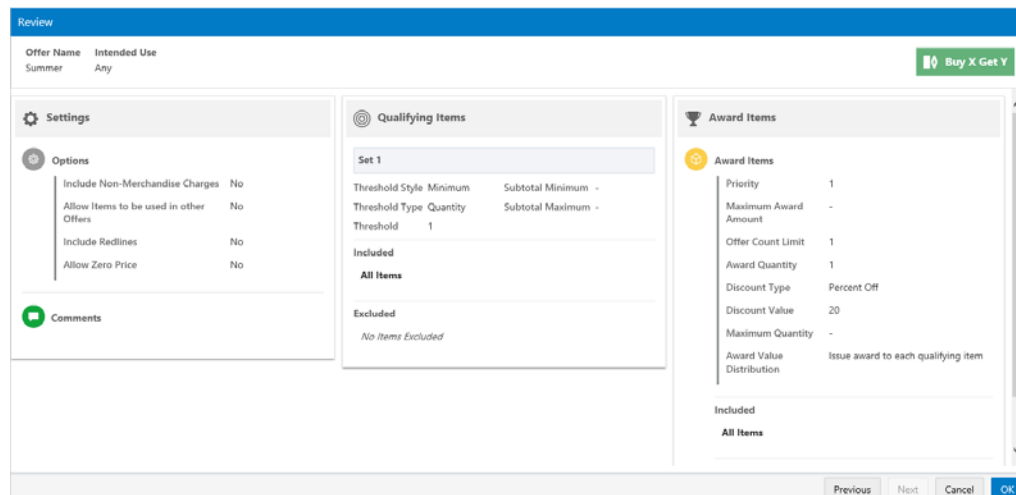 Review
Offer Name Intended Use
Summer Any
Buy X Get Y
Settings
Options
Include Non-Merchandise Charges No
Allow Items to be used in other No
Offers
Include Redlines No
Allow Zero Price No
Comments
Qualifying Items
Set 1
Threshold Style Minimum Subtotal Minimum -
Threshold Type Quantity Subtotal Maximum -
Threshold 1
Included
All Items
Excluded
No Items Excluded
Award Items
Award Items
Priority 1
Maximum Award -
Amount
Offer Count Limit 1
Award Quantity 1
Discount Type Percent Off
Discount Value 20
Maximum Quantity -
Award Value Issue award to each qualifying item
Distribution
Included
All Items
Previous Next Cancel OK